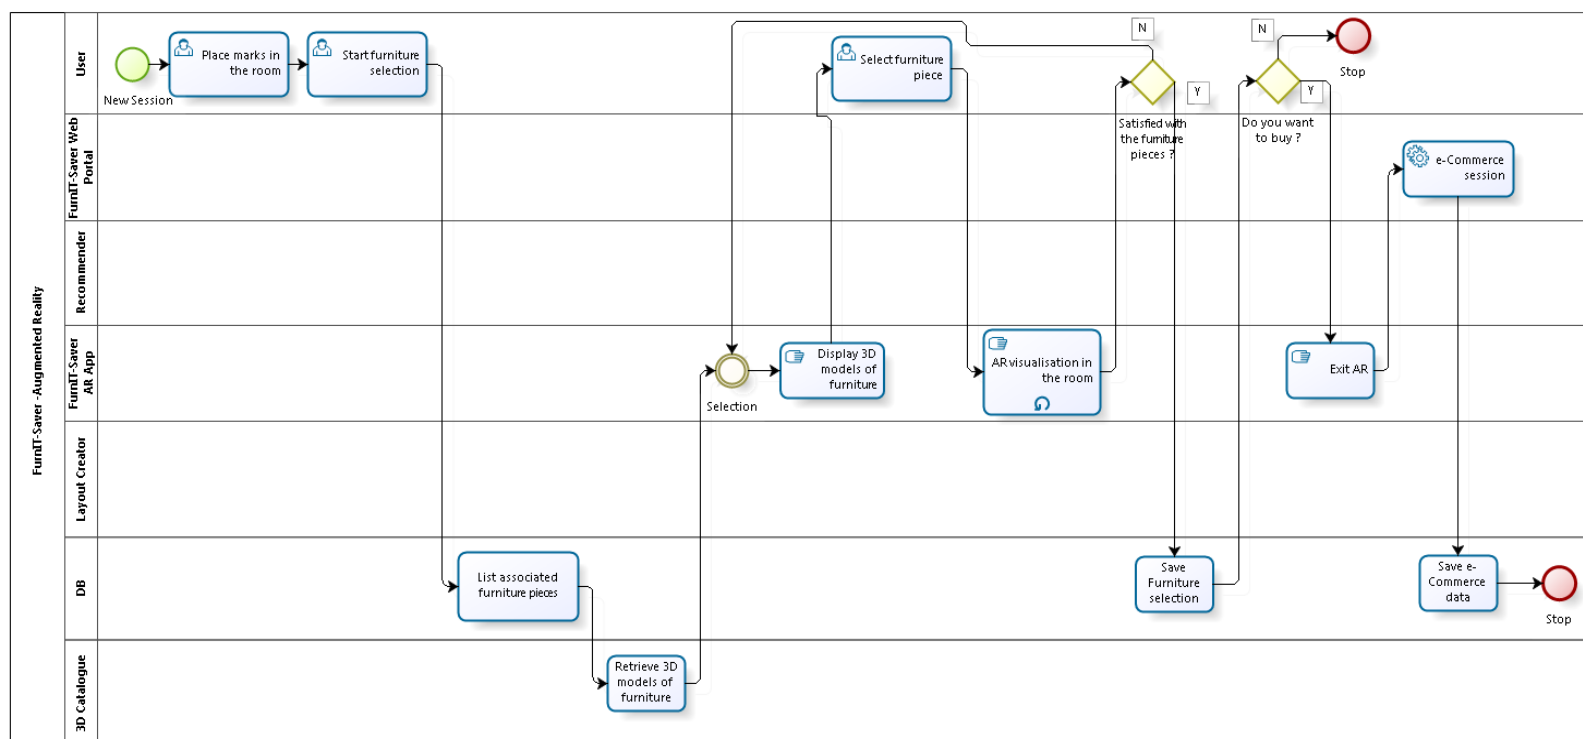 FurnIT-Saver -Augmented Reality
User
New Session
Place marks in
the room
Start furniture
selection
Select furniture
piece
N
Y
Satisfied with
the furniture
pieces ?
N
Y
Do you want
to buy ?
Stop
FurnIT-Saver Web
Portal
e-Commerce
session
Recommender
FurnIT-Saver
AR App
Selection
Display 3D
models of
furniture
AR visualisation in
the room
Exit AR
Layout Creator
DB
List associated
furniture pieces
Save
Furniture
selection
Save e-
Commerce
data
Stop
3D Catalogue
Retrieve 3D
models of
furniture